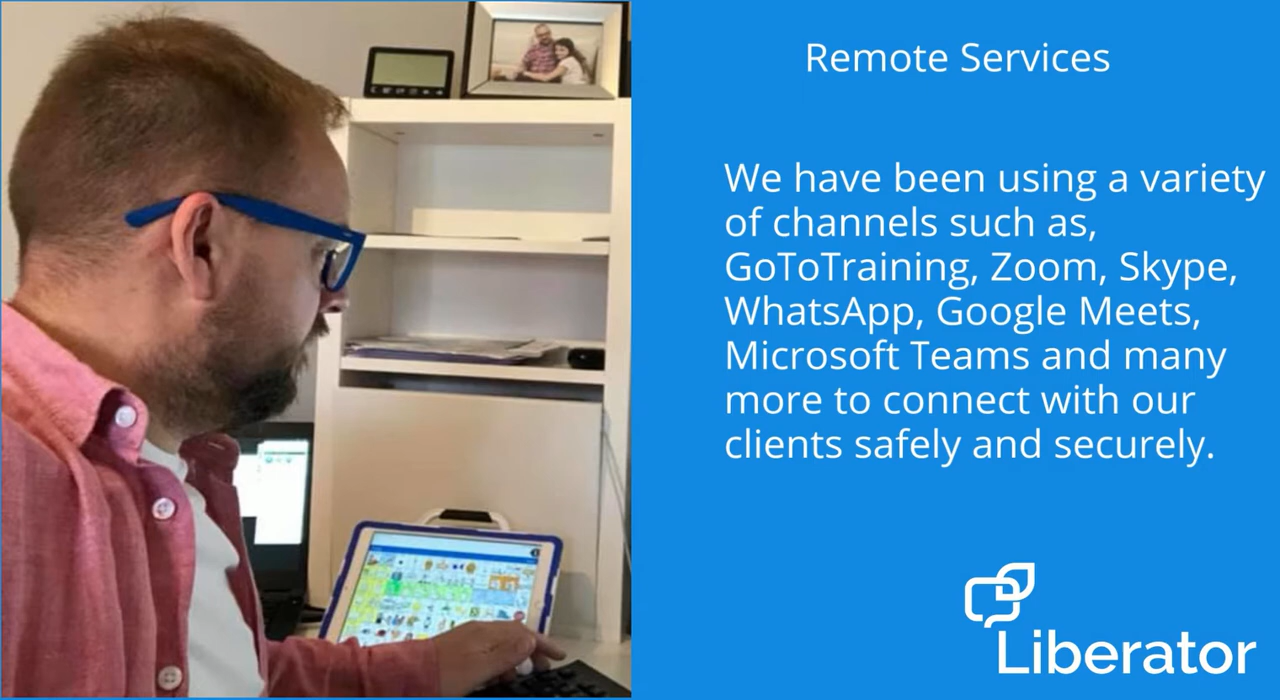 Remote Services
We have been using a variety
of channels such as,
GoToTraining, Zoom, Skype,
WhatsApp, Google Meets,
Microsoft Teams and many
more to connect with our
clients safely and securely.
Liberator